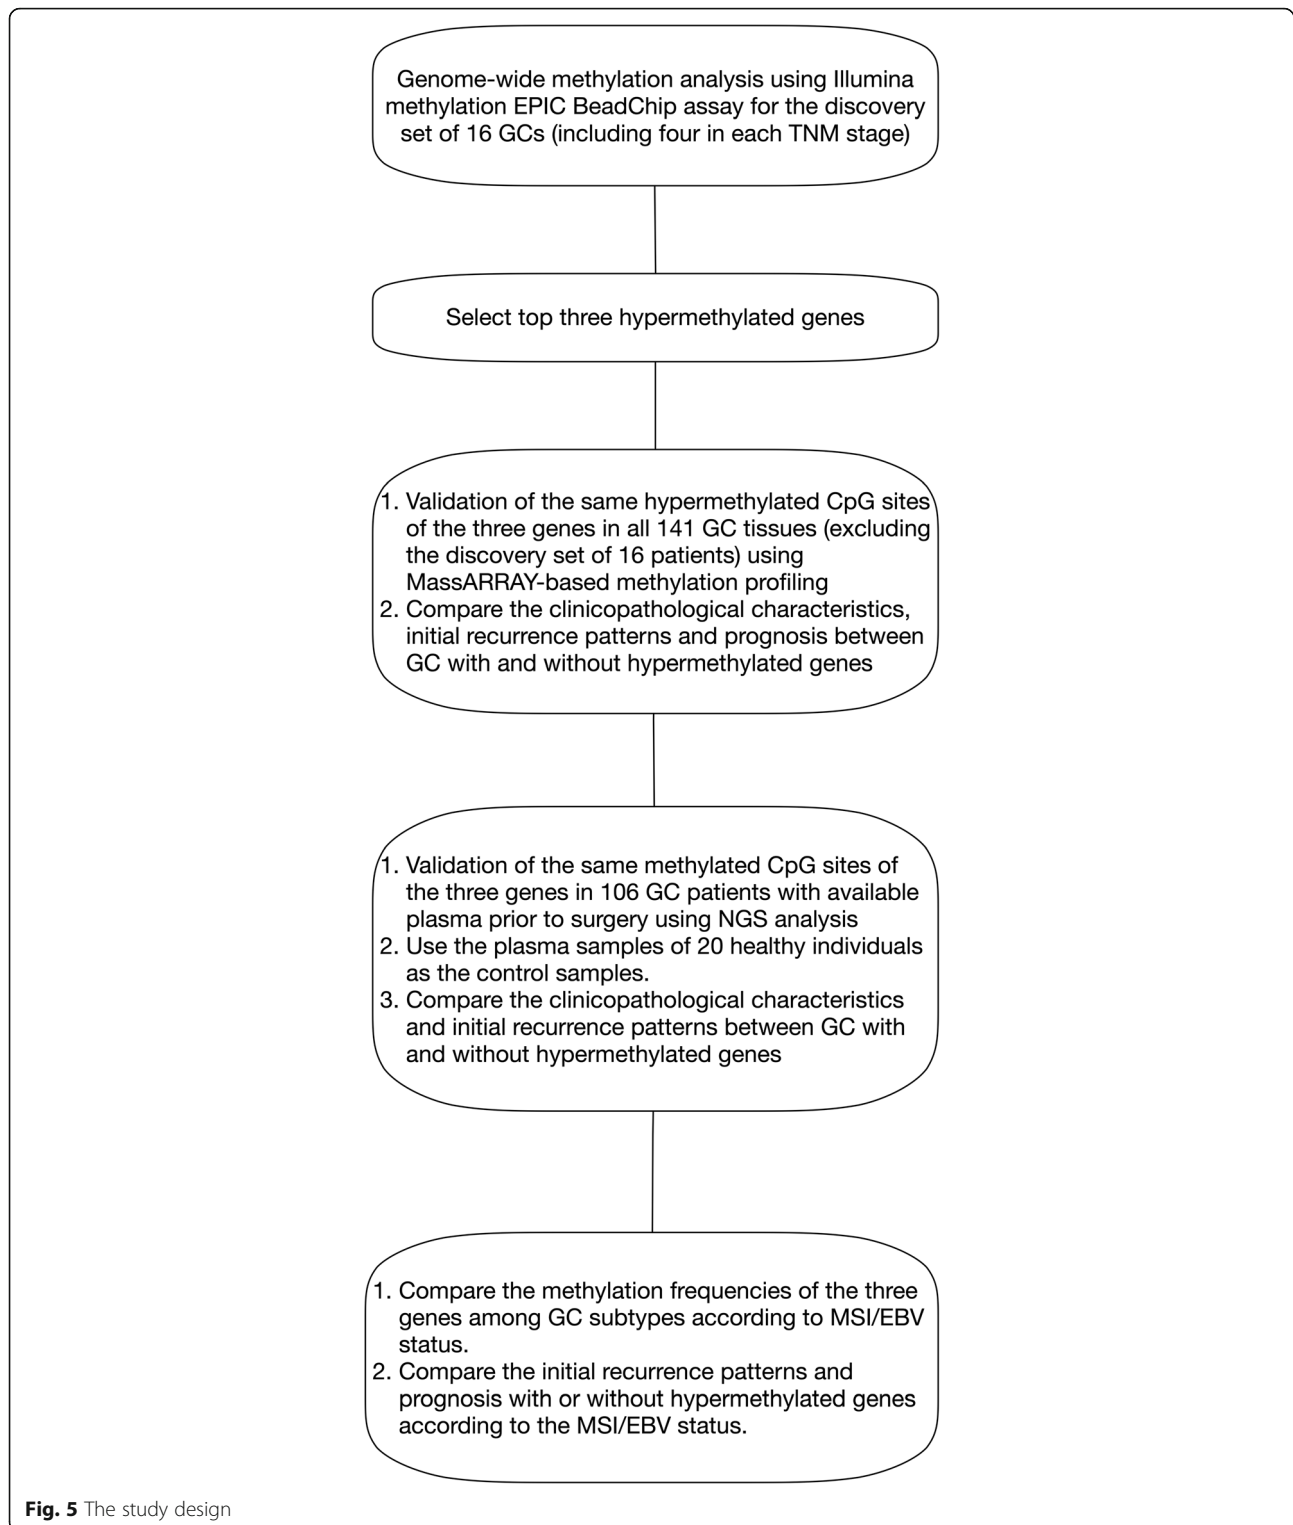 Genome-wide methylation analysis using Illumina
methylation EPIC BeadChip assay for the discovery
set of 16 GCs (including four in each TNM stage)
Select top three hypermethylated genes
1. Validation of the same hypermethylated CpG sites
of the three genes in all 141 GC tissues (excluding
the discovery set of 16 patients) using
MassARRAY-based methylation profiling
2. Compare the clinicopathological characteristics,
initial recurrence patterns and prognosis between
GC with and without hypermethylated genes
1. Validation of the same methylated CpG sites of
the three genes in 106 GC patients with available
plasma prior to surgery using NGS analysis
2. Use the plasma samples of 20 healthy individuals
as the control samples.
3. Compare the clinicopathological characteristics
and initial recurrence patterns between GC with
and without hypermethylated genes
1. Compare the methylation frequencies of the three
genes among GC subtypes according to MSI/EBV
status.
2. Compare the initial recurrence patterns and
prognosis with or without hypermethylated genes
according to the MSI/EBV status.
Fig. 5 The study design